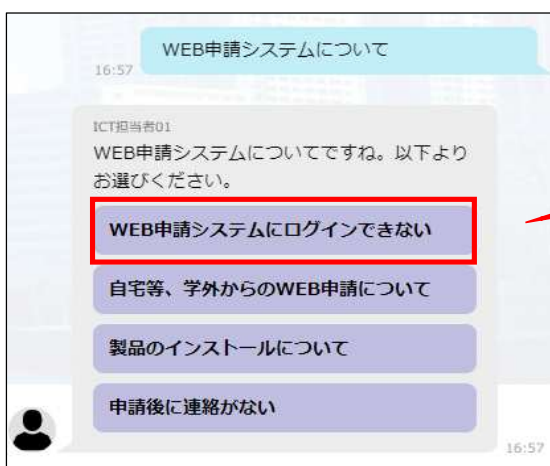 WEB申請システムについて
16:57
ICT担当者01
WEB申請システムについてですね。以下より
お選びください。
WEB申請システムにログインできない
自宅等、学外からのWEB申請について
製品のインストールについて
申請後に連絡がない
16:57